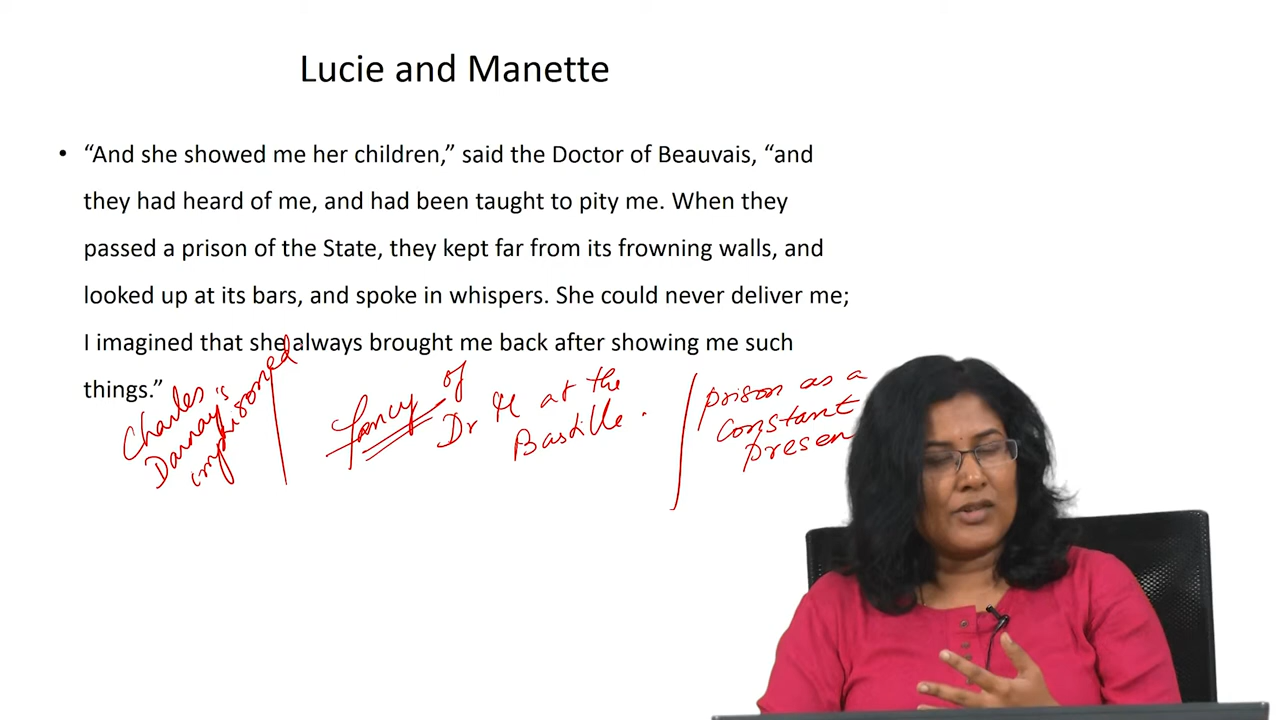 Lucie and Manette
• “And she showed me her children,” said the Doctor of Beauvais, “and
they had heard of me, and had been taught to pity me. When they
passed a prison of the State, they kept far from its frowning walls, and
looked up at its bars, and spoke in whispers. She could never deliver me;
I imagined that she always brought me back after showing me such
things.”
Charles
Darnay is
imprisoned
fancy of
Dr M at the
Bastille.
prison as a
constant
presen